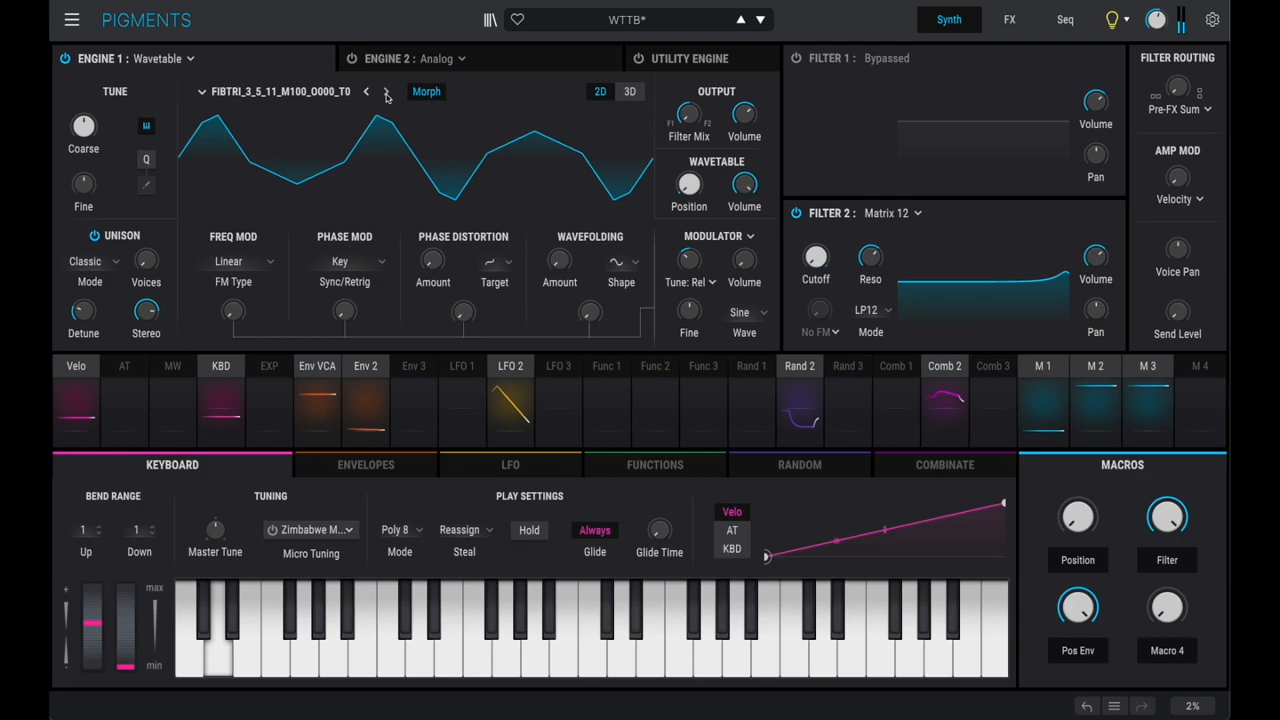 PIGMENTS
WTTB*
Synth
FX
Seq
ENGINE 1 : Wavetable
ENGINE 2 : Analog
UTILITY ENGINE
FILTER 1 : Bypassed
FILTER ROUTING
TUNE
FIBTRI_3_5_11_M100_O000_T0
Morph
2D
3D
OUTPUT
Pre-FX Sum
Volume
F1
F2
Coarse
Filter Mix
Volume
AMP MOD
Q
WAVETABLE
Pan
Velocity
Fine
Position
Volume
FILTER 2 : Matrix 12
UNISON
FREQ MOD
PHASE MOD
PHASE DISTORTION
WAVEFOLDING
MODULATOR
Classic
Linear
Key
Mode
Voices
FM Type
Sync/Retrig
Amount
Target
Amount
Shape
Tune: Rel
Volume
Cutoff
Reso
Volume
Voice Pan
LP12
Sine
Detune
Stereo
Fine
Wave
No FM
Mode
Pan
Send Level
Velo
AT
MW
KBD
EXP
Env VCA
Env 2
Env 3
LFO 1
LFO 2
LFO 3
Func 1
Func 2
Func 3
Rand 1
Rand 2
Rand 3
Comb 1
Comb 2
Comb 3
M 1
M 2
M 3
M 4
KEYBOARD
ENVELOPES
LFO
FUNCTIONS
RANDOM
COMBINATE
MACROS
BEND RANGE
TUNING
PLAY SETTINGS
1
1
Zimbabwe M...
Poly 8
Reassign
Hold
Always
Velo
AT
KBD
Up
Down
Master Tune
Micro Tuning
Mode
Steal
Glide
Glide Time
Position
Filter
+
-
max
min
Pos Env
Macro 4
2%